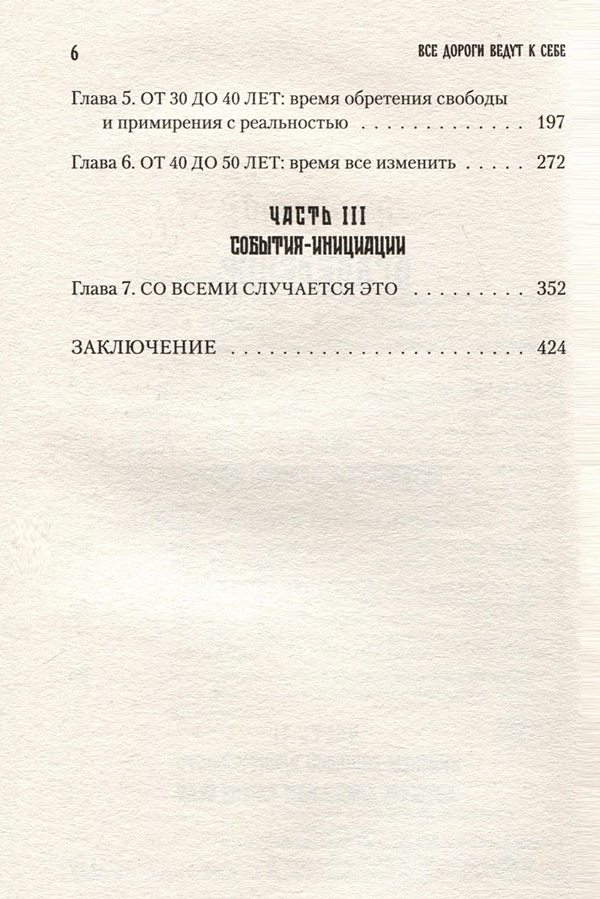 6 ВСЕ ДОРОГИ ВЕДУТ К СЕБЕ
Глава 5. ОТ 30 ДО 40 ЛЕТ: время обретения свободы
и примирения с реальностью . . . . . . . . . . . . . 197
Глава 6. ОТ 40 ДО 50 ЛЕТ: время все изменить . . . . . 272
ЧАСТЬ III
СОБЫТИЯ-ИНИЦИАЦИИ
Глава 7. СО ВСЕМИ СЛУЧАЕТСЯ ЭТО . . . . . . . . . 352
ЗАКЛЮЧЕНИЕ . . . . . . . . . . . . . . . . . . . . . . . 424